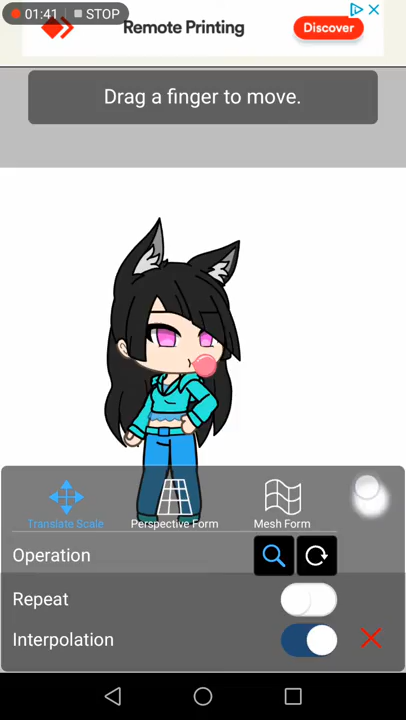 01:41 STOP
Remote Printing
Discover
Drag a finger to move.
Translate Scale
Perspective Form
Mesh Form
Operation
Repeat
Interpolation